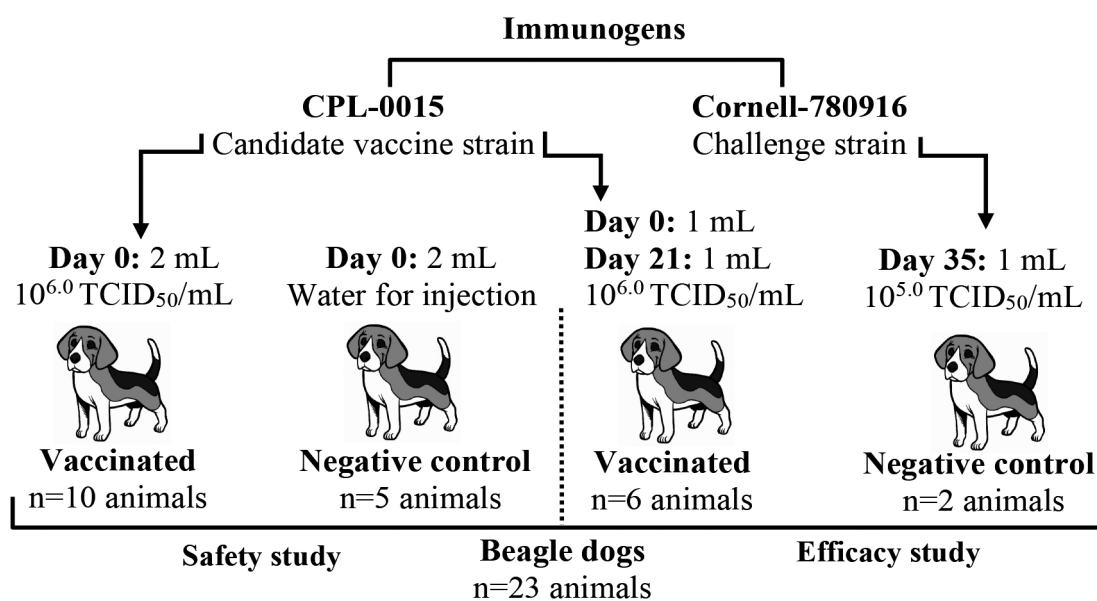 Immunogens
CPL-0015
Candidate vaccine strain
Cornell-780916
Challenge strain
Day 0: 2 mL
10^6.0 TCID₅₀/mL
Day 0: 2 mL
Water for injection
Day 0: 1 mL
Day 21: 1 mL
10^6.0 TCID₅₀/mL
Day 35: 1 mL
10^5.0 TCID₅₀/mL
Vaccinated
n=10 animals
Negative control
n=5 animals
Vaccinated
n=6 animals
Negative control
n=2 animals
Safety study
Beagle dogs
n=23 animals
Efficacy study